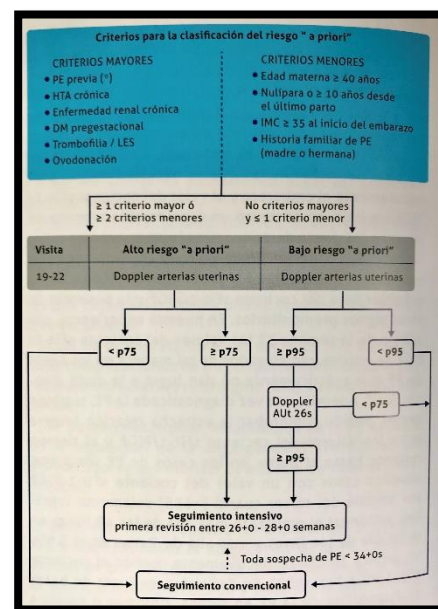 Criterios para la clasificación del riesgo " a priori"
CRITERIOS MAYORES
• PE previa (*)
• HTA crónica
• Enfermedad renal crónica
• DM pregestacional
• Trombofilia / LES
• Ovodonación
CRITERIOS MENORES
• Edad materna ≥ 40 años
• Nulípara o ≥ 10 años desde
el último parto
• IMC ≥ 35 al inicio del embarazo
• Historia familiar de PE
(madre o hermana)
≥ 1 criterio mayor ó
≥ 2 criterios menores
No criterios mayores
y ≤ 1 criterio menor
Visita
Alto riesgo "a priori"
Bajo riesgo "a priori"
19-22
Doppler arterias uterinas
Doppler arterias uterinas
< p75
≥ p75
≥ p95
< p95
Doppler
AUt 26s
< p75
≥ p95
Seguimiento intensivo
primera revisión entre 26+0 - 28+0 semanas
Toda sospecha de PE < 34+0s
Seguimiento convencional